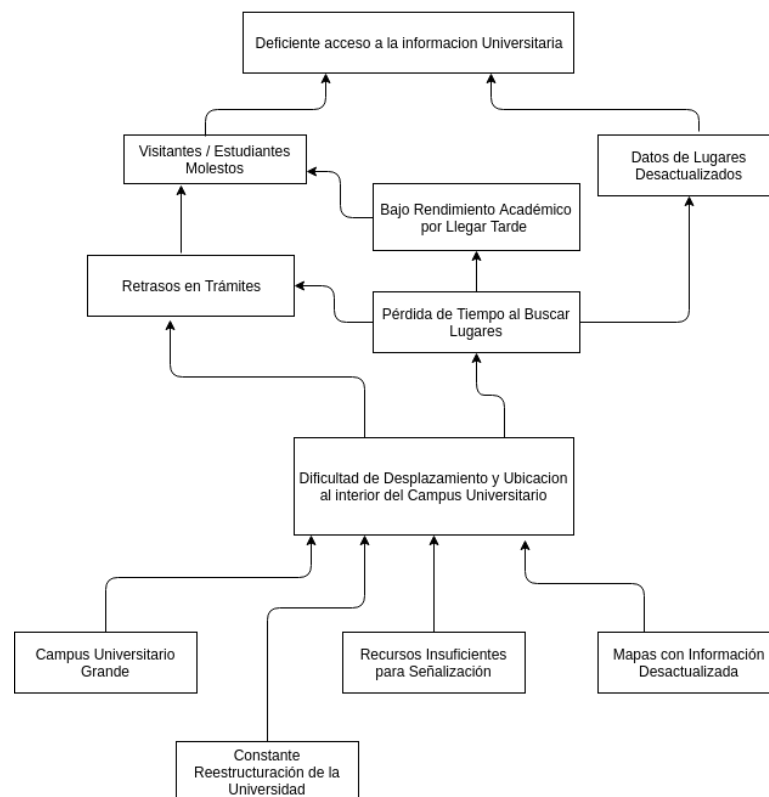 Deficiente acceso a la informacion Universitaria
Visitantes / Estudiantes
Molestos
Datos de Lugares
Desactualizados
Bajo Rendimiento Académico
por Llegar Tarde
Retrasos en Trámites
Pérdida de Tiempo al Buscar
Lugares
Dificultad de Desplazamiento y Ubicacion
al interior del Campus Universitario
Campus Universitario
Grande
Recursos Insuficientes
para Señalización
Mapas con Información
Desactualizada
Constante
Reestructuración de la
Universidad